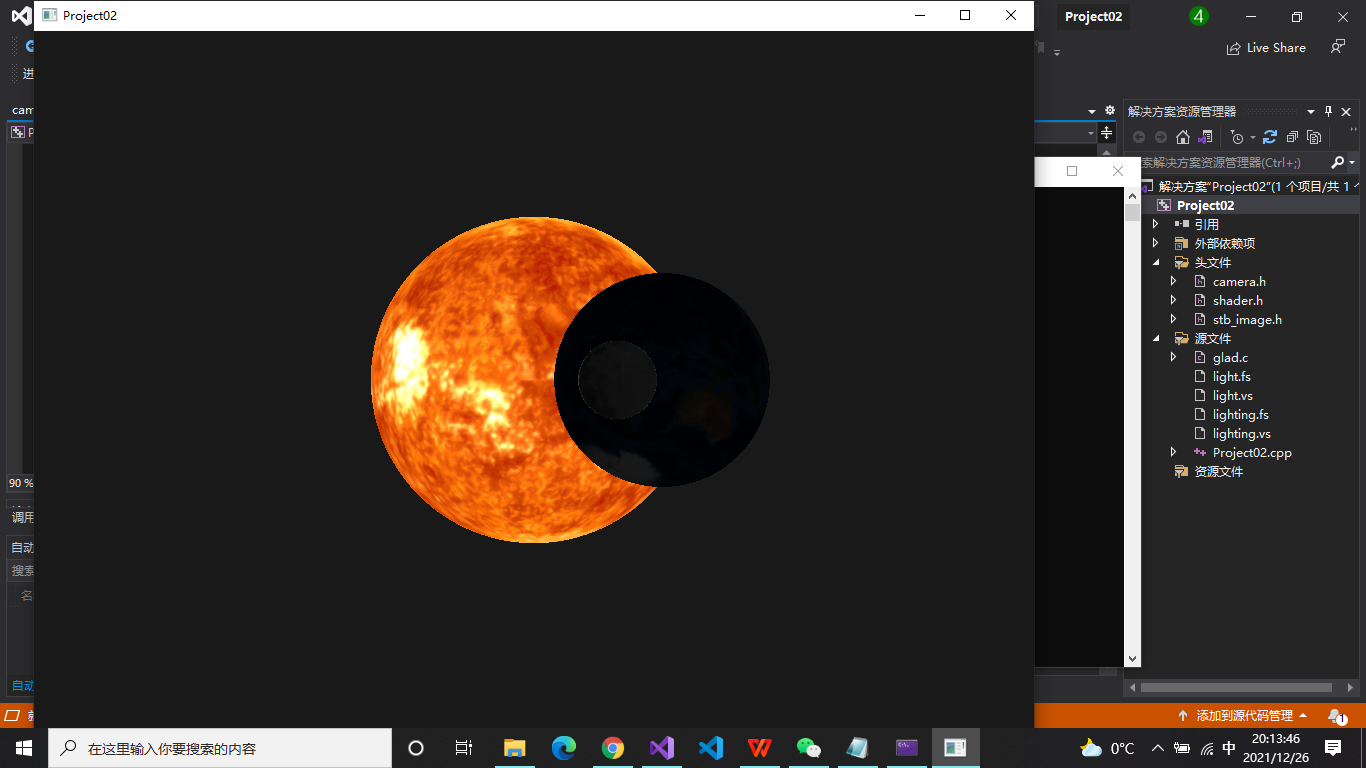 Project02
Project02
4
Live Share
进
cam
P
解决方案资源管理器
索解决方案资源管理器(Ctrl+;)
解决方案"Project02"(1 个项目/共 1
Project02
引用
外部依赖项
头文件
camera.h
shader.h
stb_image.h
源文件
glad.c
light.fs
light.vs
lighting.fs
lighting.vs
Project02.cpp
资源文件
90 %
调用
自动
搜索
名
自动
添加到源代码管理
1
在这里输入你要搜索的内容
0°C
中
20:13:46
2021/12/26